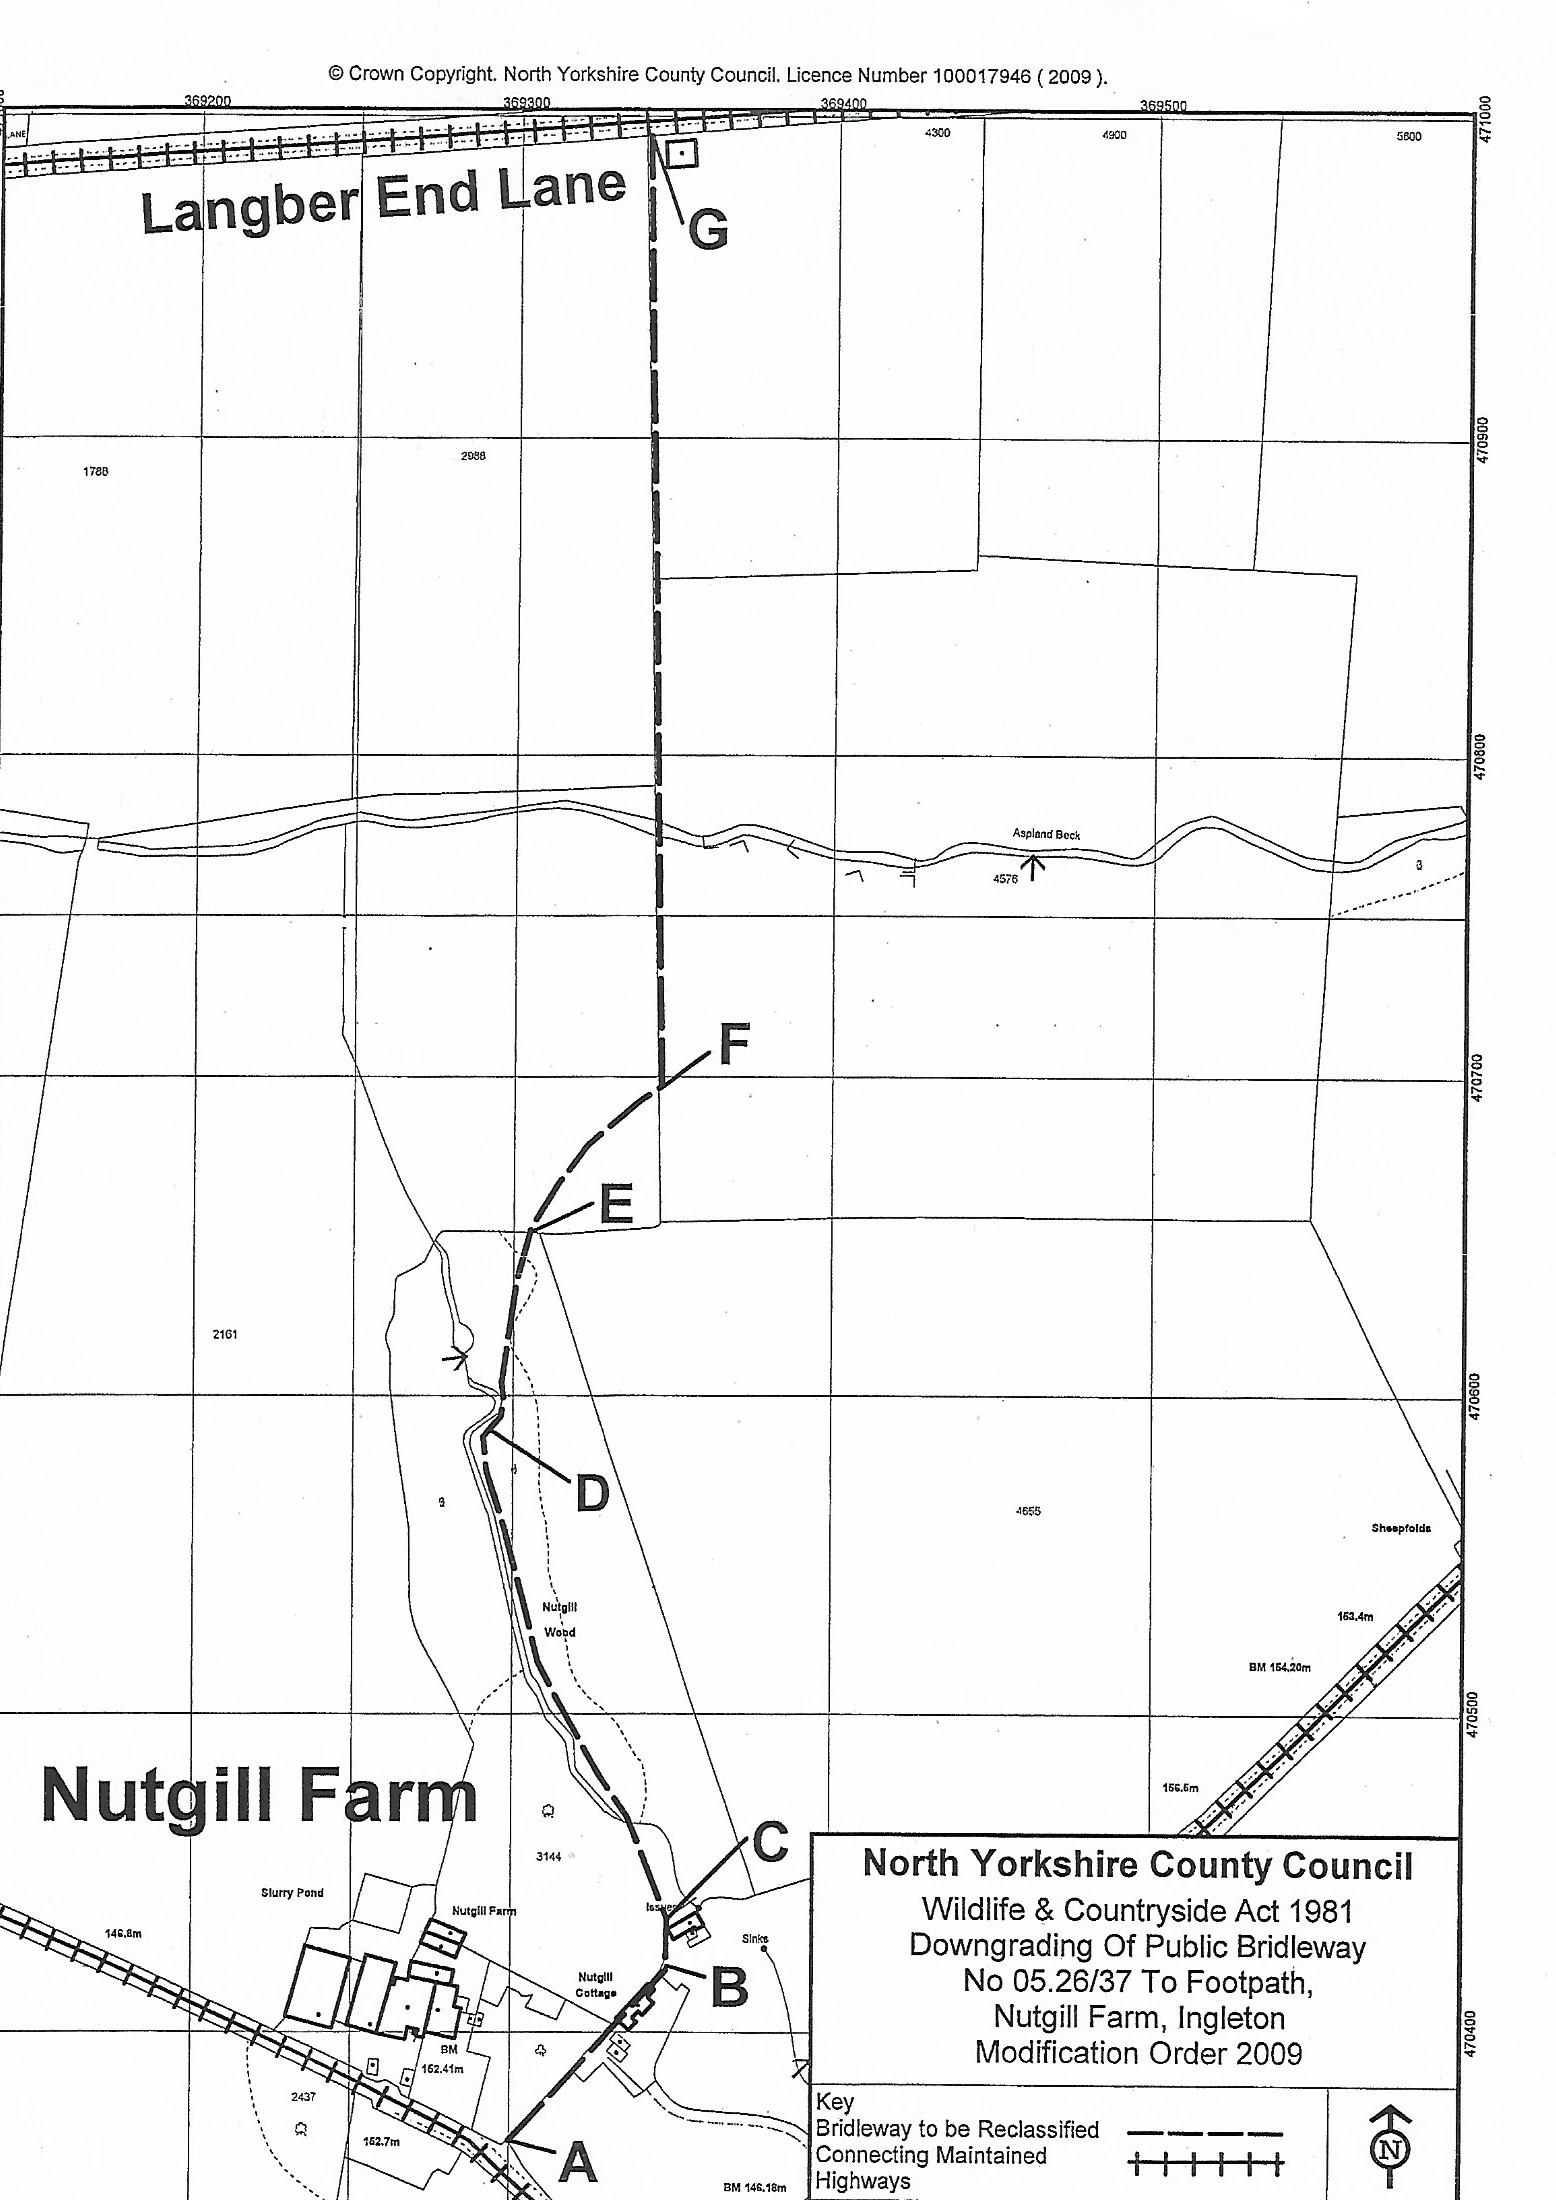 © Crown Copyright. North Yorkshire County Council. Licence Number 100017946 ( 2009 ).
369200
369300
369400
369500
471000
LANE
4300
4900
5800
Langber End Lane
G
470900
1788
2988
470800
Aspland Beck
4576
F
470700
E
2161
470600
D
4655
Sheepfolds
Nutgill
Wood
153.4m
BM 154.20m
470500
156.5m
Nutgill Farm
C
3144
Slurry Pond
Nutgill Farm
Issues
146.8m
Sinks
Nutgill
Cottage
B
470400
BM
152.41m
2437
152.7m
A
BM 146.18m
North Yorkshire County Council
Wildlife & Countryside Act 1981
Downgrading Of Public Bridleway
No 05.26/37 To Footpath,
Nutgill Farm, Ingleton
Modification Order 2009
Key
Bridleway to be Reclassified
Connecting Maintained
Highways
N